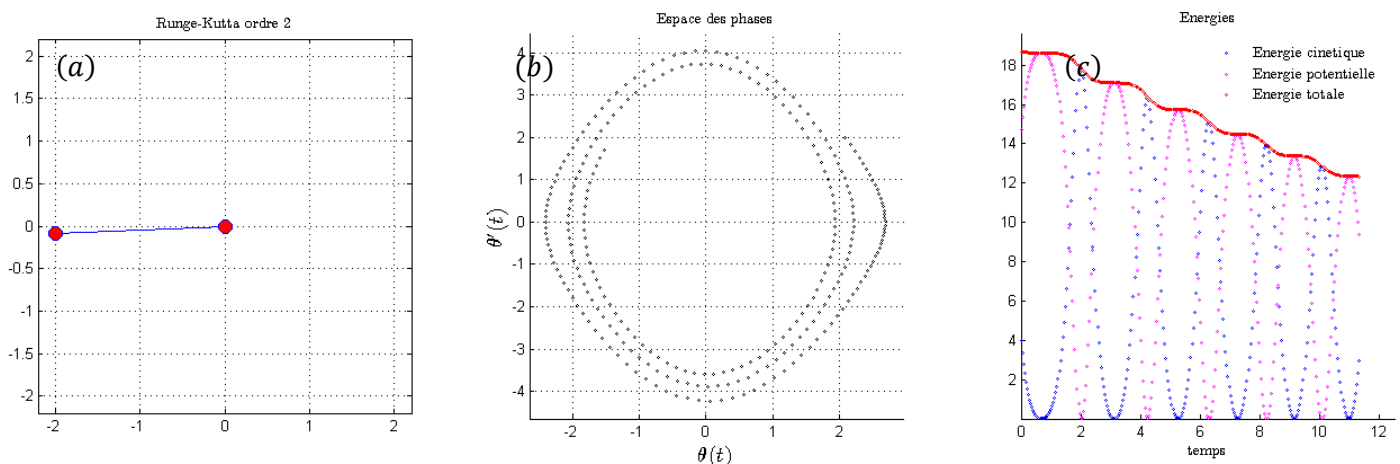 Runge-Kutta ordre 2
(a)
2
1.5
1
0.5
0
-0.5
-1
-1.5
-2
-2 -1 0 1 2
Espace des phases
(b)
4
3
2
1
0
-1
-2
-3
-4
θ'(t)
-2 -1 0 1 2
θ(t)
Energies
(c)
Energie cinetique
Energie potentielle
Energie totale
18
16
14
12
10
8
6
4
2
0 2 4 6 8 10 12
temps